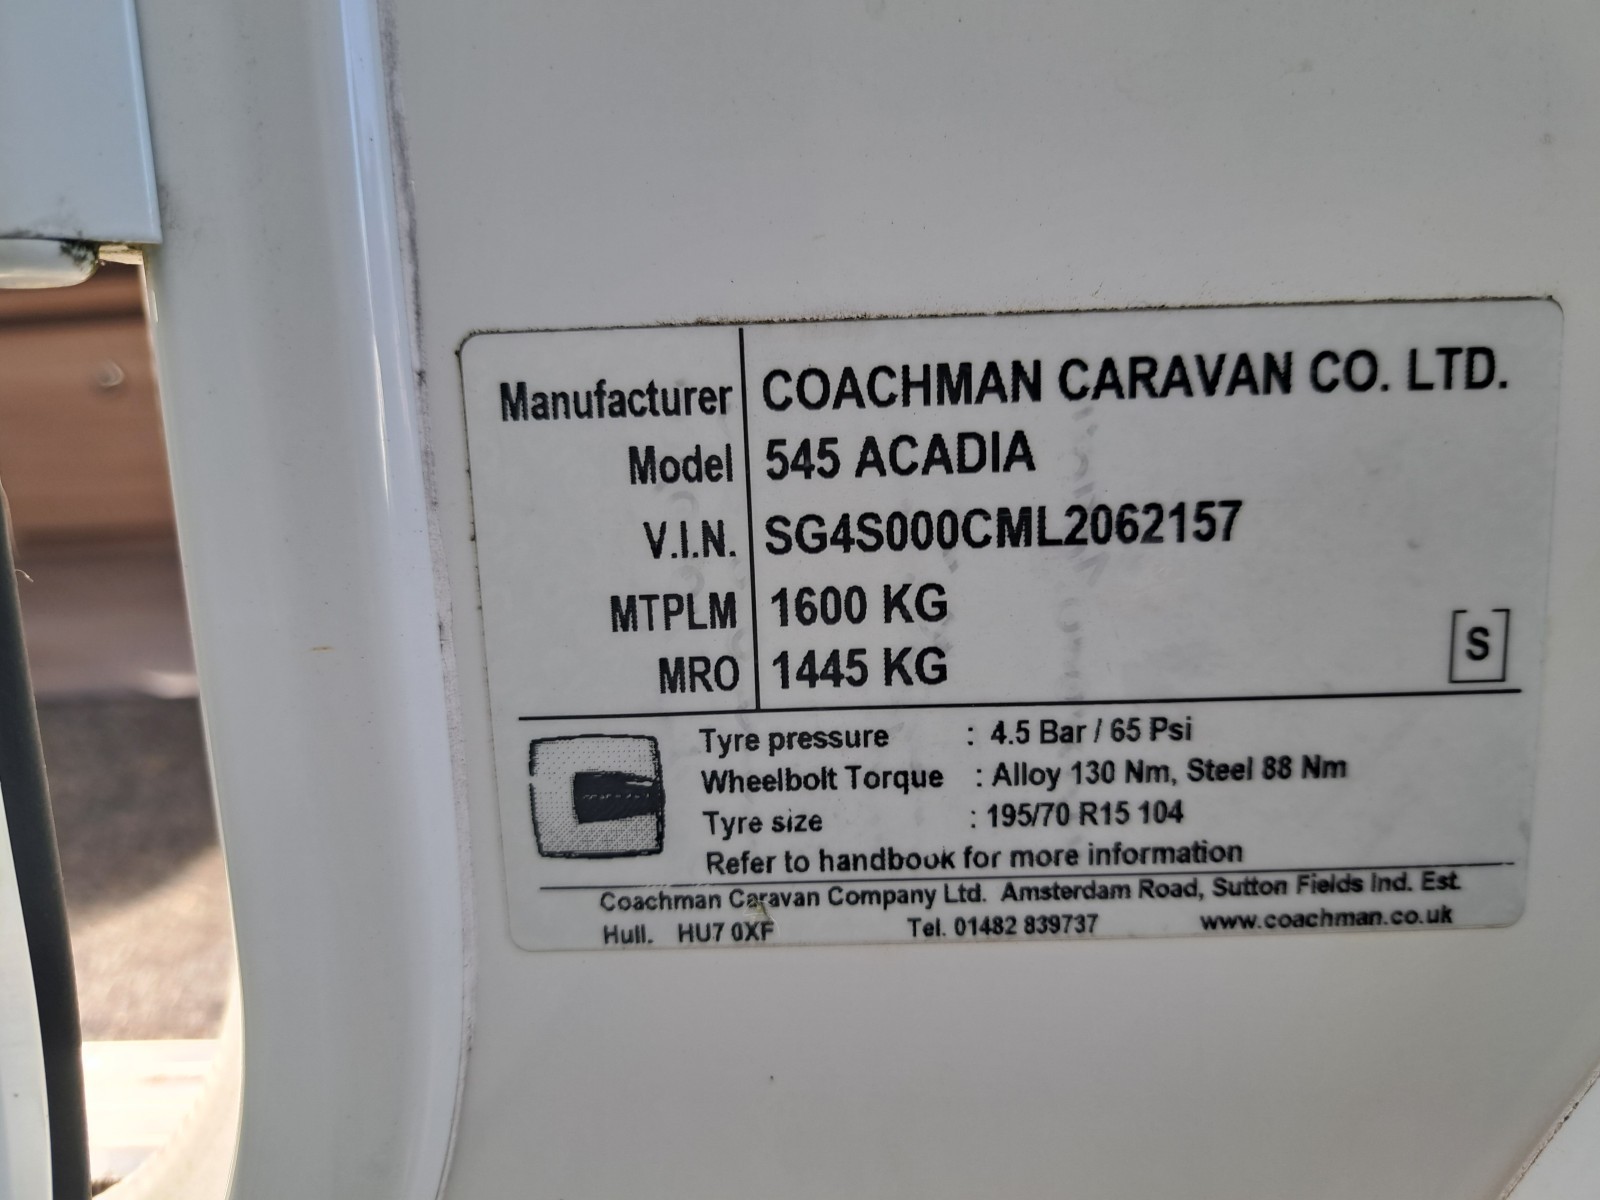 Manufacturer COACHMAN CARAVAN CO. LTD.
Model 545 ACADIA
V.I.N. SG4S000CML2062157
MTPLM 1600 KG
MRO 1445 KG
[S]
Tyre pressure : 4.5 Bar / 65 Psi
Wheelbolt Torque : Alloy 130 Nm, Steel 88 Nm
Tyre size : 195/70 R15 104
Refer to handbook for more information
Coachman Caravan Company Ltd. Amsterdam Road, Sutton Fields Ind. Est
Hull. HU7 0XF Tel. 01482 839737 www.coachman.co.uk